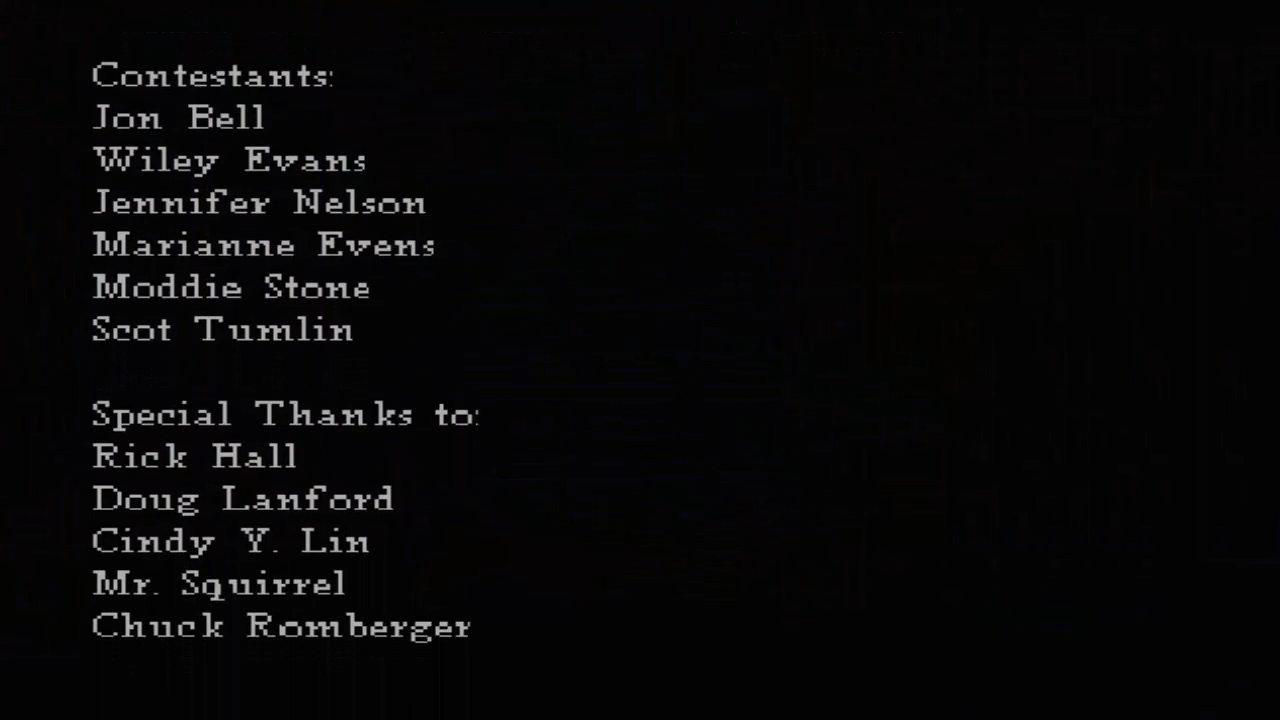 Contestants:
Jon Bell
Wiley Evans
Jennifer Nelson
Marianne Evens
Moddie Stone
Scot Tumlin
Special Thanks to:
Rick Hall
Doug Lanford
Cindy Y. Lin
Mr. Squirrel
Chuck Romberger